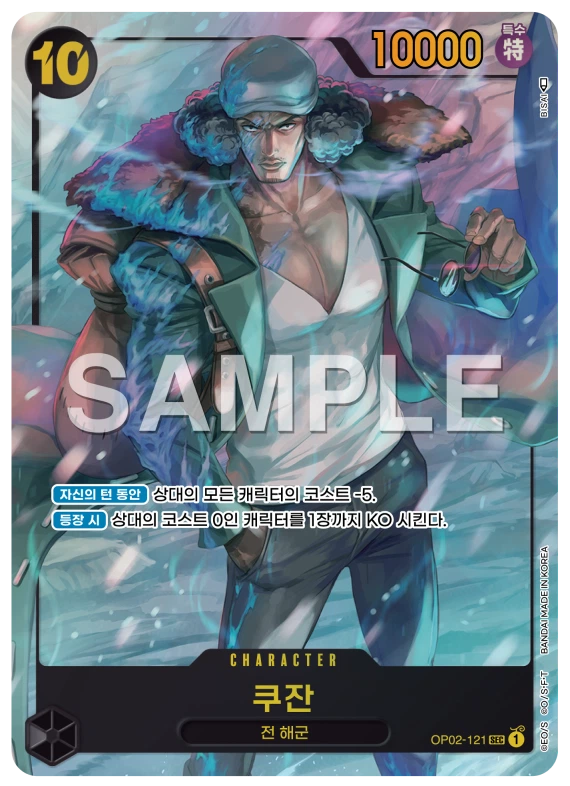 10
10000
특수
特
BISAI
SAMPLE
자신의 턴 동안 상대의 모든 캐릭터의 코스트 -5.
등장 시 상대의 코스트 0인 캐릭터를 1장까지 KO 시킨다.
BANDAI MADE IN KOREA
©EO/S ©O/S·F·T
CHARACTER
쿠잔
전 해군
OP02-121 SEC 1